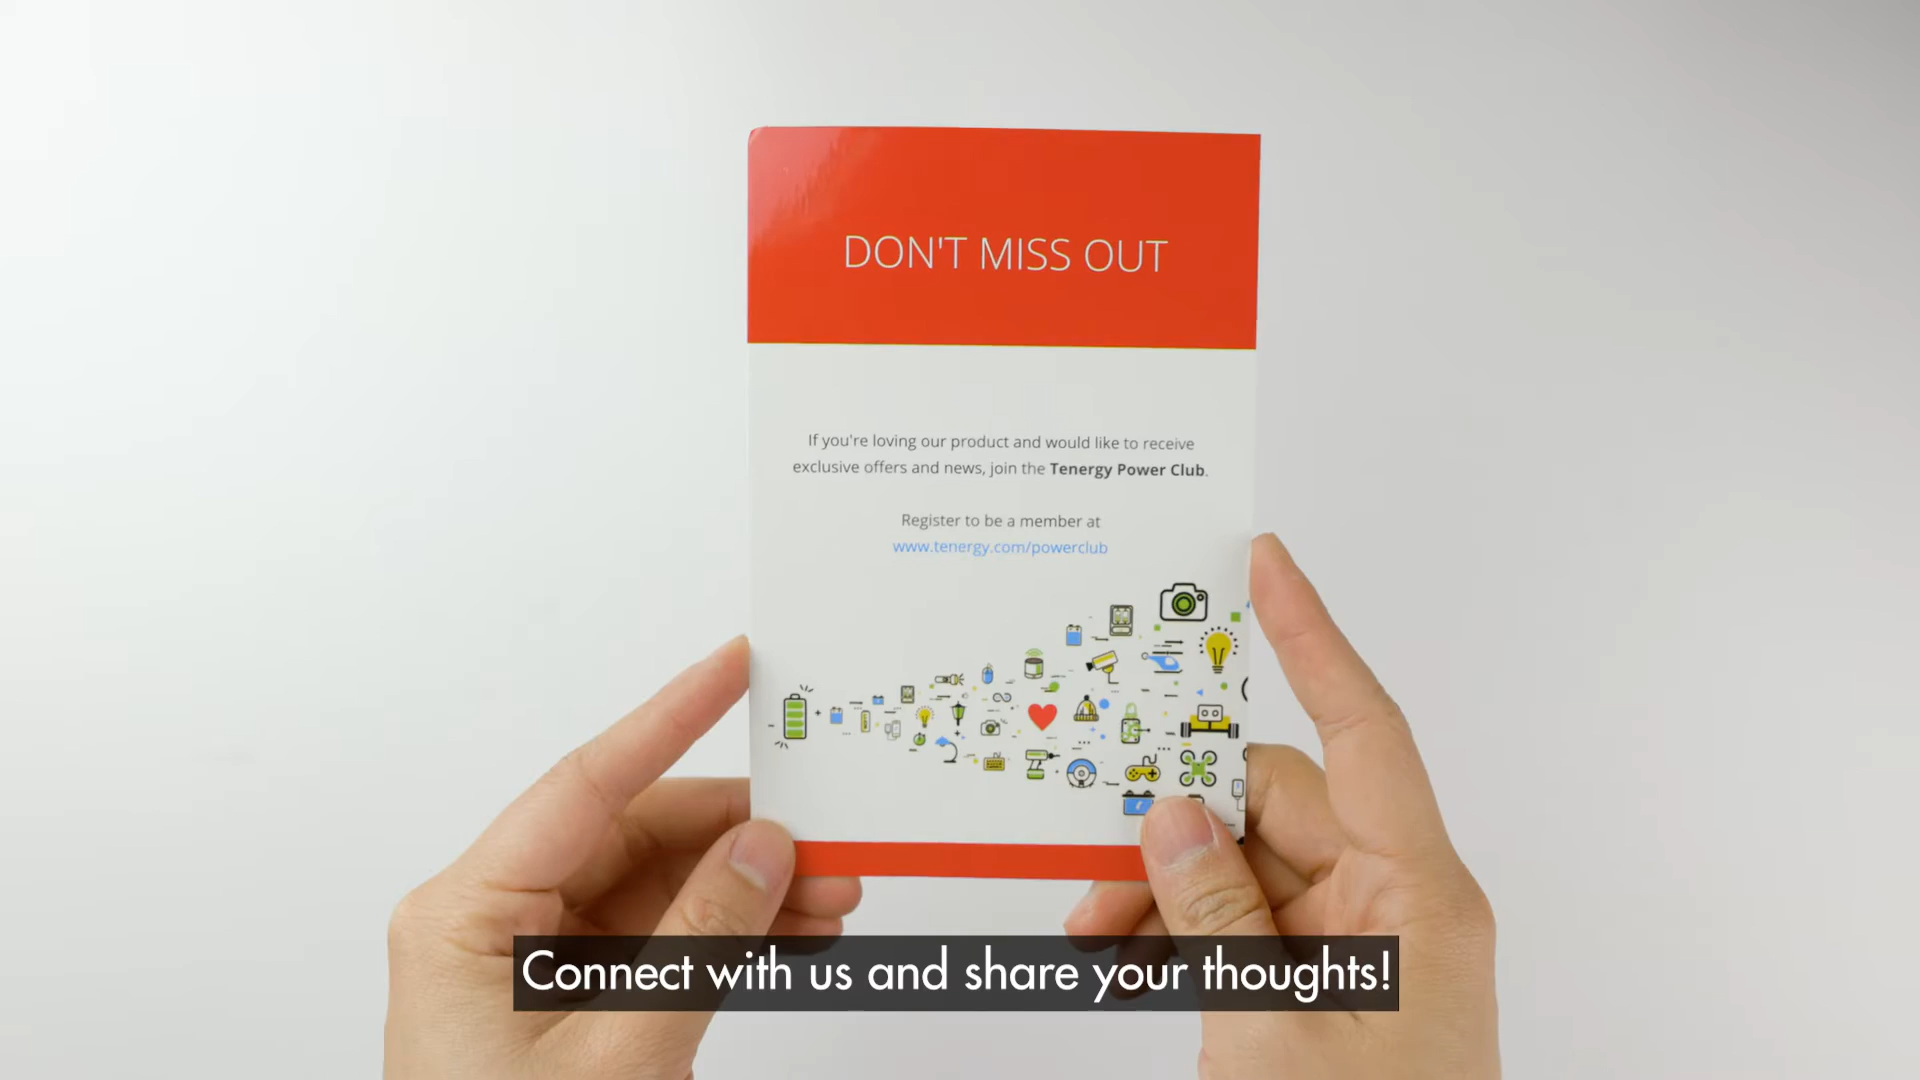 DON'T MISS OUT
If you're loving our product and would like to receive
exclusive offers and news, join the Tenergy Power Club.
Register to be a member at
www.tenergy.com/powerclub
Connect with us and share your thoughts!